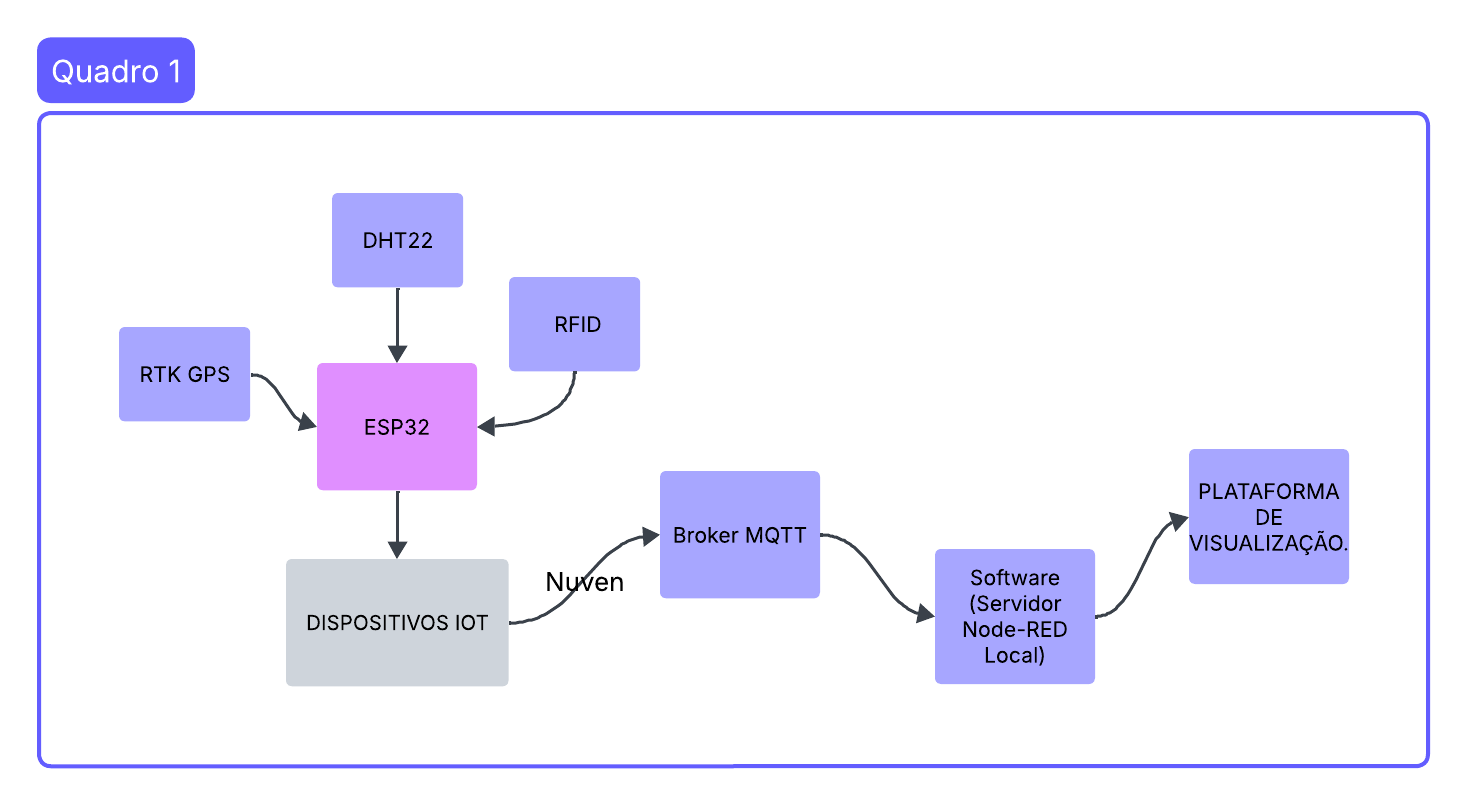 Quadro 1
DHT22
RFID
RTK GPS
ESP32
DISPOSITIVOS IOT
Nuven
Broker MQTT
Software
(Servidor
Node-RED
Local)
PLATAFORMA
DE
VISUALIZAÇÃO.